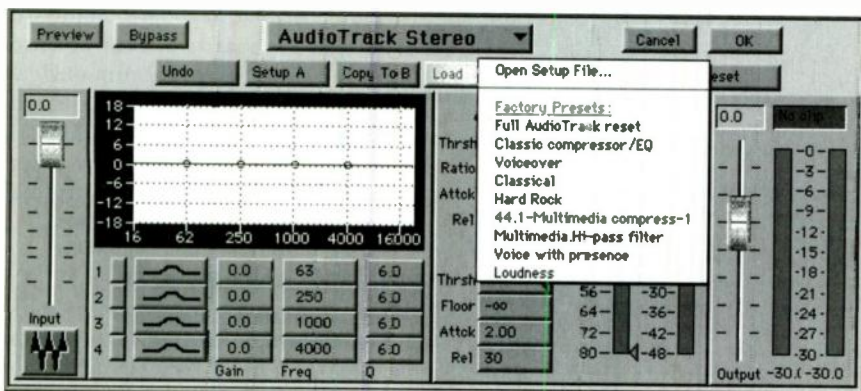 Preview Bypass AudioTrack Stereo Cancel OK
Undo Setup A Copy To B Load
Open Setup File...
Factory Presets:
Full AudioTrack reset
Classic compressor/EQ
Voiceover
Classical
Hard Rock
44.1-Multimedia compress-1
Multimedia.Hi-pass filter
Voice with presence
Loudness
eset
0.0
18
12
6
0
-6
-12
-18
16 62 250 1000 4000 16000
1 0.0 63 6.0
2 0.0 250 6.0
3 0.0 1000 6.0
4 0.0 4000 6.0
Gain Freq Q
Input
Thrsh
Ratio
Attck
Rel
Thrsh
Floor -∞
Attck 2.00
Rel 30
56 -30
64 -36
72 -42
80 -48
0.0 No clip
-0-
-3-
-6-
-9-
-12-
-15-
-18-
-21-
-24-
-27-
-30-
Output -30.( -30.0